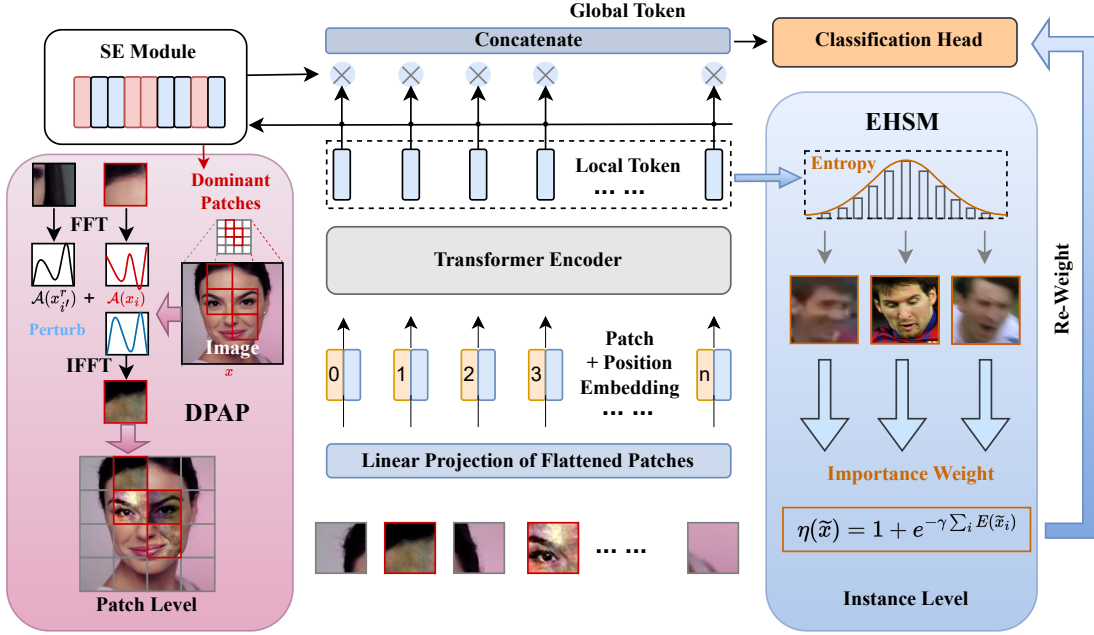 Global Token
SE Module
Concatenate
Classification Head
EHSM
Entropy
Local Token
... ...
Dominant
Patches
FFT
Transformer Encoder
𝒜(x^r_{i'}) + 𝒜(x_i)
Perturb
Image
x
IFFT
DPAP
Patch
+ Position
Embedding
... ...
0
1
2
3
n
Re-Weight
Linear Projection of Flattened Patches
Importance Weight
η(x̃) = 1 + e^{-γ ∑_i E(x̃_i)}
... ...
Patch Level
Instance Level